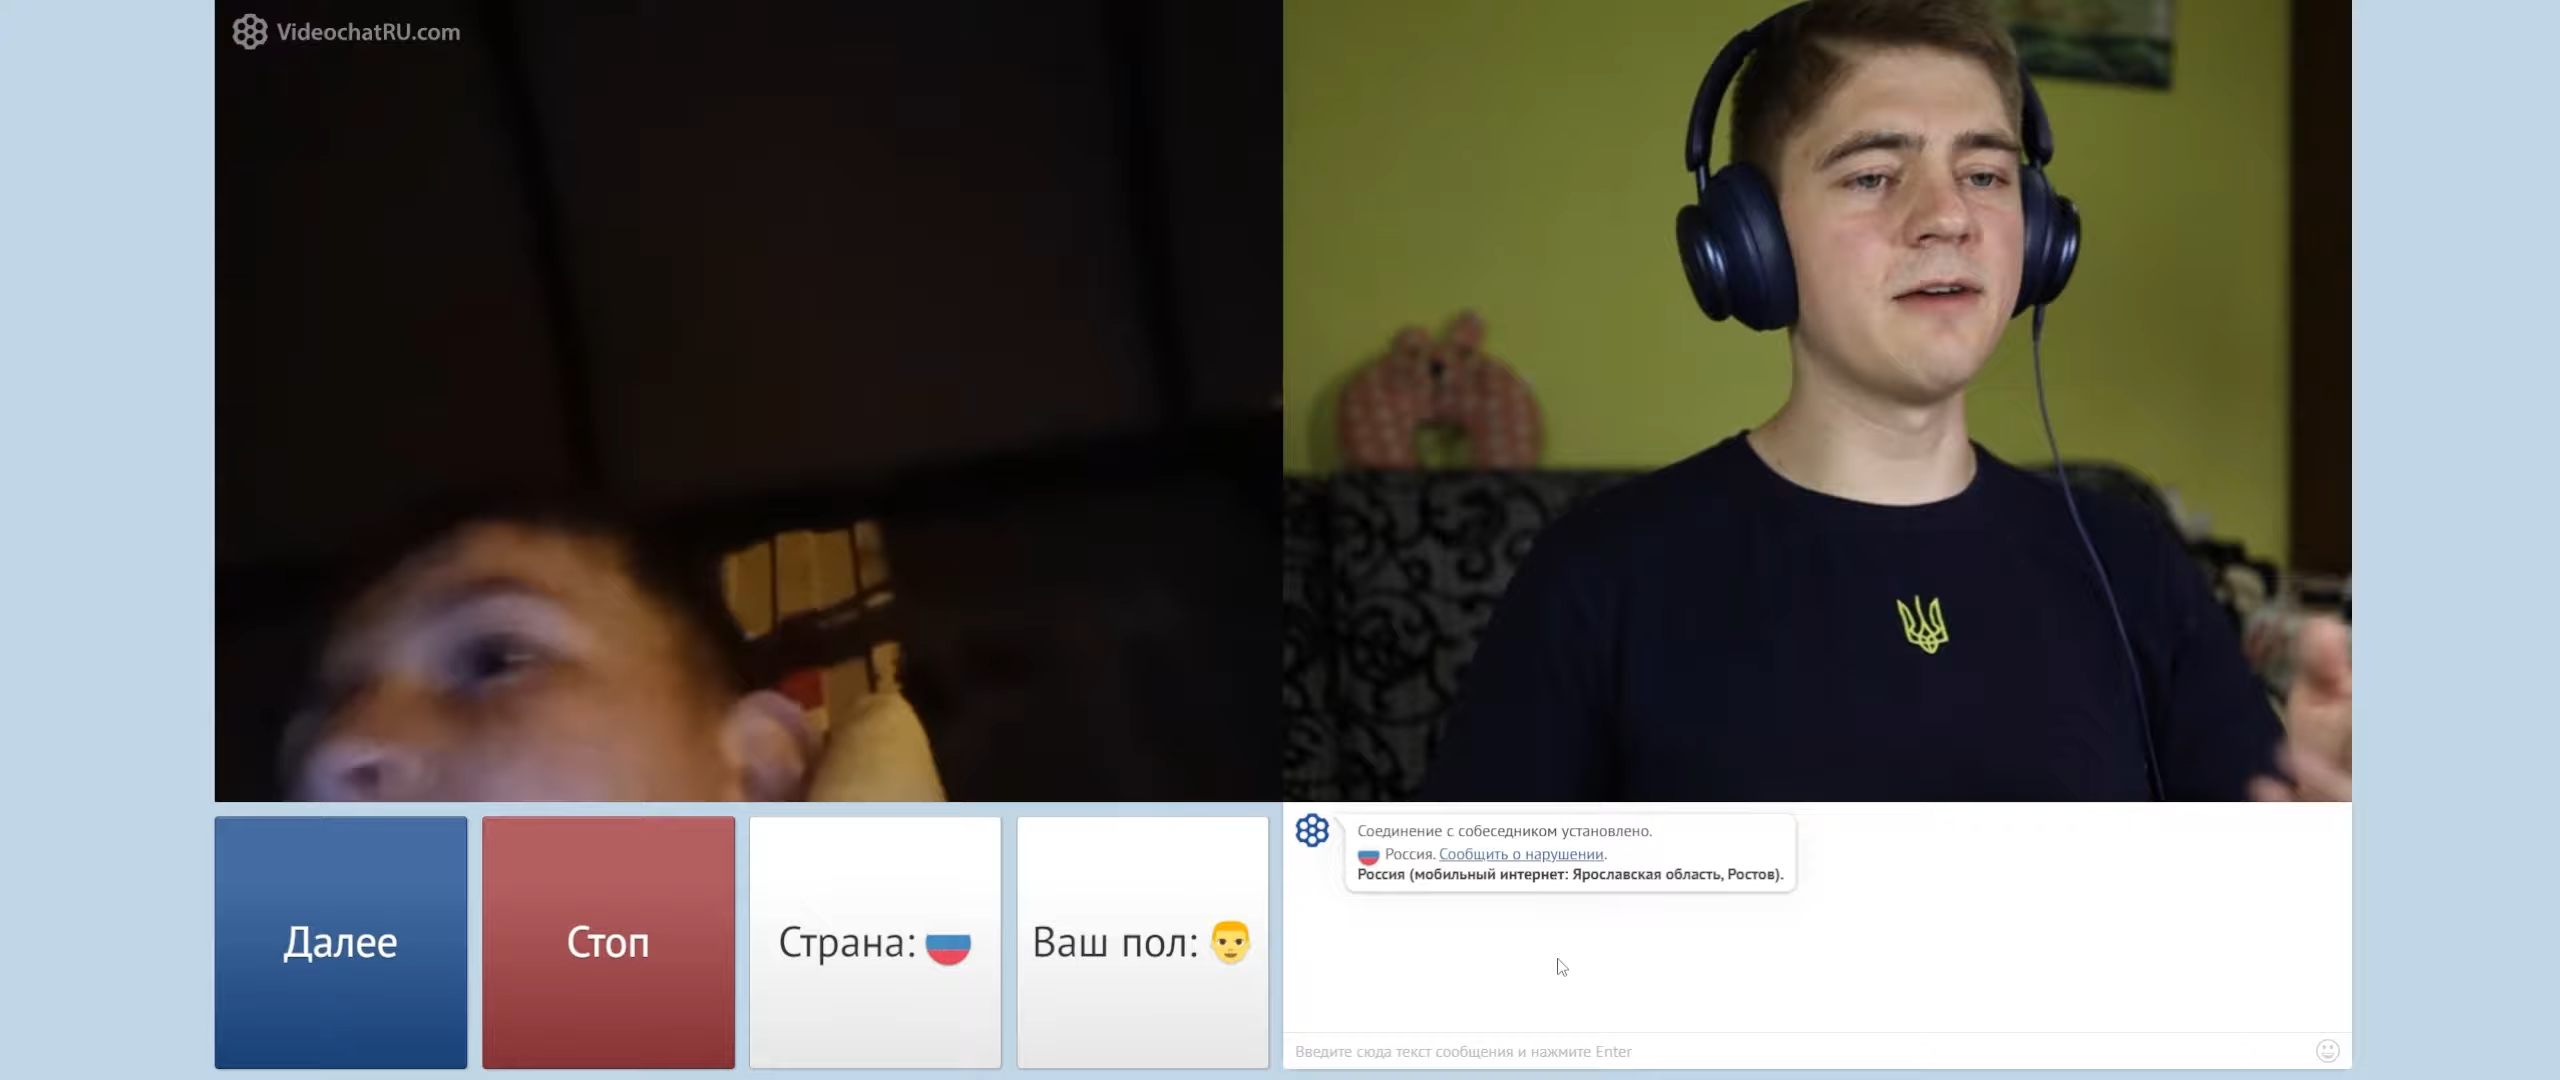 VideochatRU.com
Соединение с собеседником установлено.
Россия. Сообщить о нарушении.
Россия (мобильный интернет: Ярославская область, Ростов).
Далее
Стоп
Страна:
Ваш пол:
Введите сюда текст сообщения и нажмите Enter